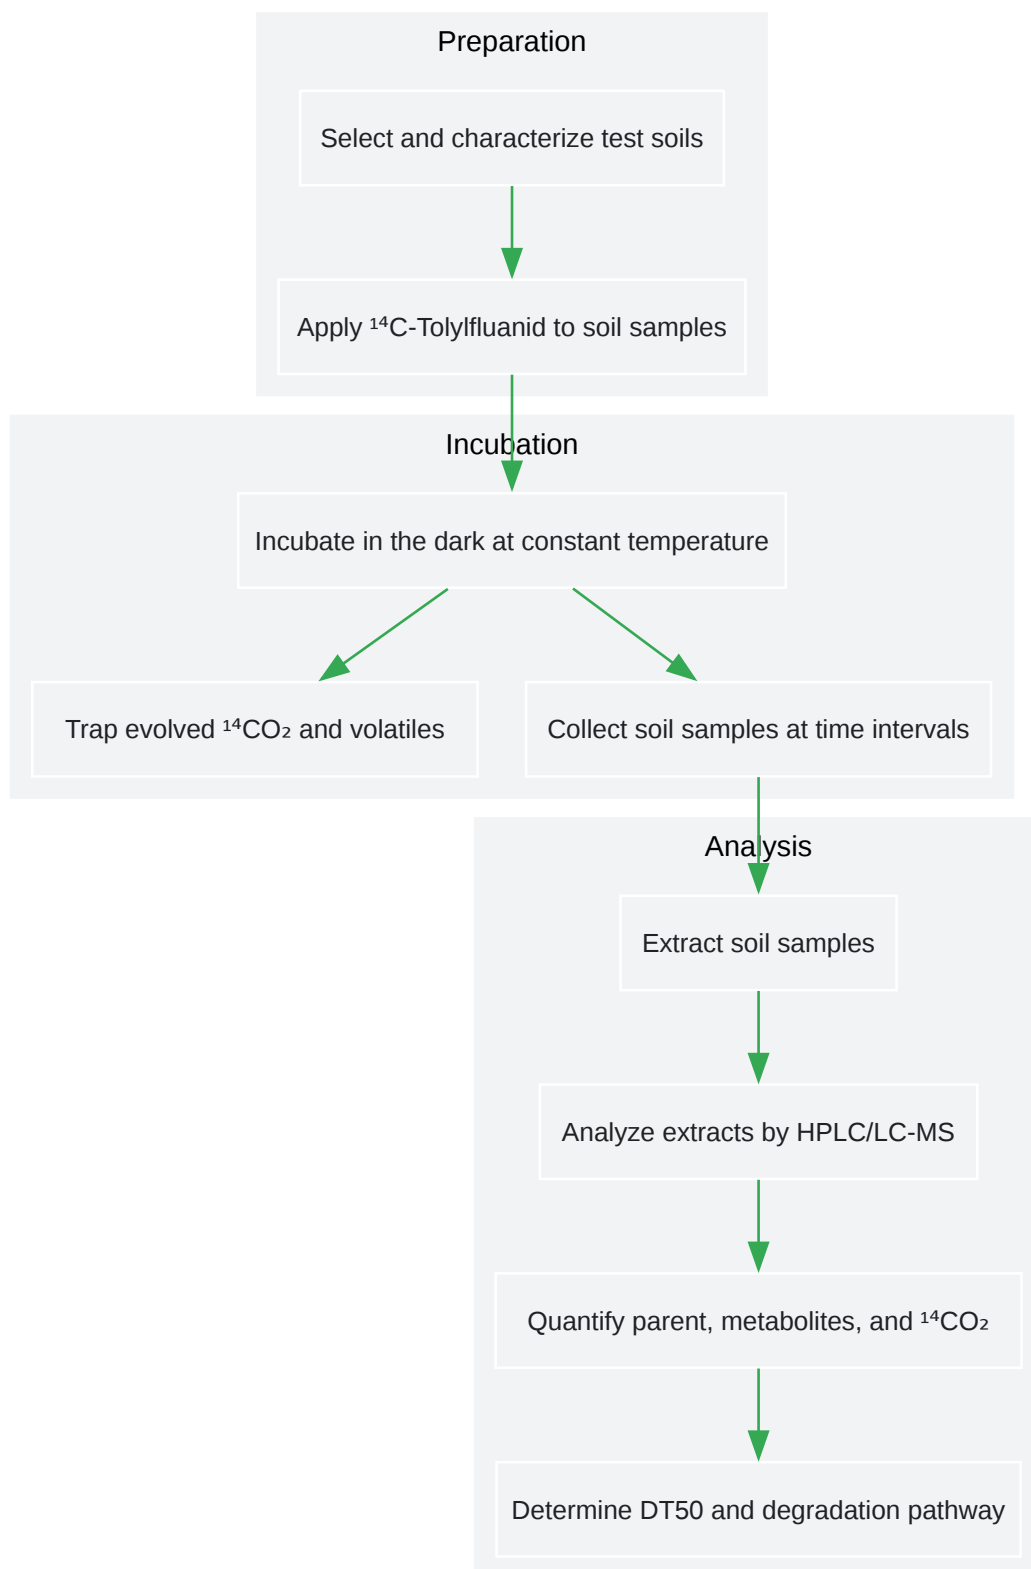 Preparation
Select and characterize test soils
Apply ¹⁴C-Tolylfluanid to soil samples
Incubation
Incubate in the dark at constant temperature
Trap evolved ¹⁴CO₂ and volatiles
Collect soil samples at time intervals
Analysis
Extract soil samples
Analyze extracts by HPLC/LC-MS
Quantify parent, metabolites, and ¹⁴CO₂
Determine DT50 and degradation pathway